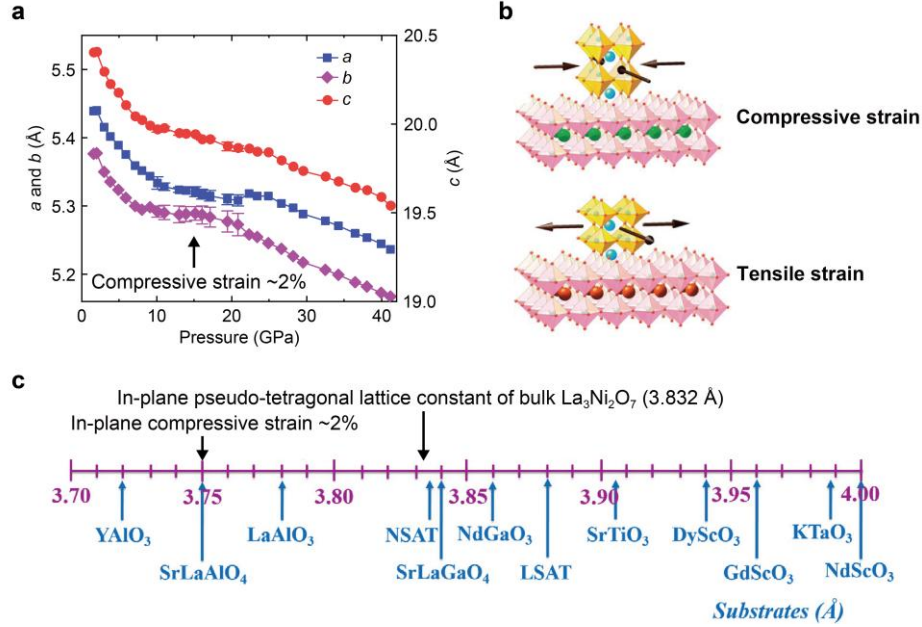 a
b
5.5
5.4
5.3
5.2
a and b (Å)
20.5
20.0
19.5
19.0
c (Å)
a
b
c
Compressive strain ~2%
0
10
20
30
40
Pressure (GPa)
Compressive strain
Tensile strain
c
In-plane pseudo-tetragonal lattice constant of bulk La₃Ni₂O₇ (3.832 Å)
In-plane compressive strain ~2%
3.70 3.75 3.80 3.85 3.90 3.95 4.00
YAlO₃ LaAlO₃ NSAT NdGaO₃ SrTiO₃ DyScO₃ KTaO₃
SrLaAlO₄ SrLaGaO₄ LSAT GdScO₃ NdScO₃
Substrates (Å)